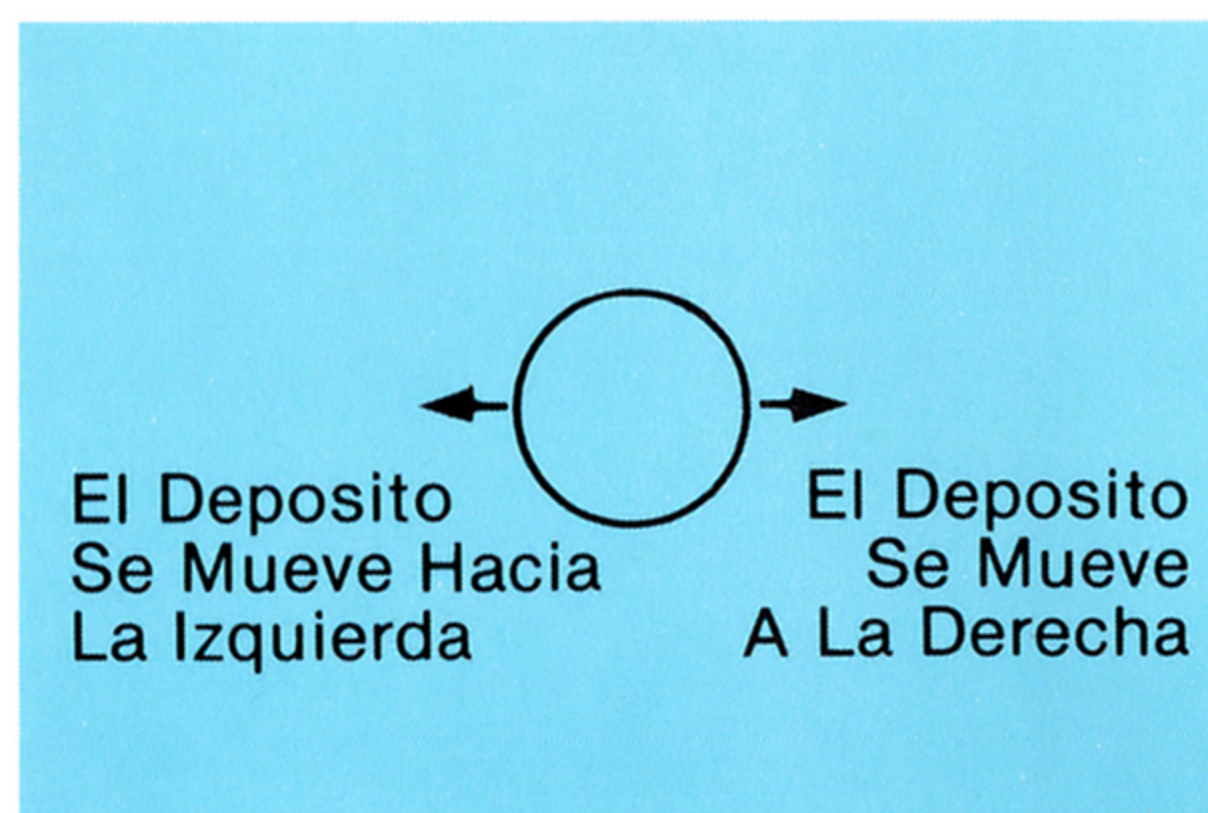 El Deposito
Se Mueve Hacia
La Izquierda
El Deposito
Se Mueve
A La Derecha